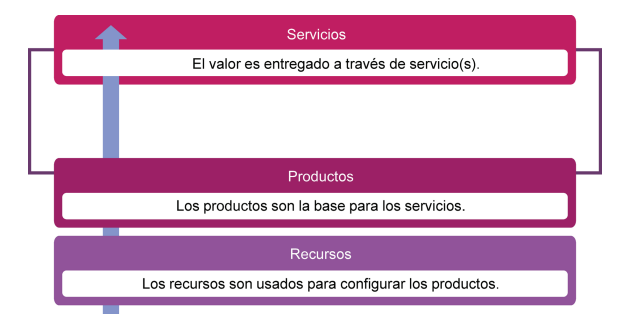 Servicios
El valor es entregado a través de servicio(s).
Productos
Los productos son la base para los servicios.
Recursos
Los recursos son usados para configurar los productos.